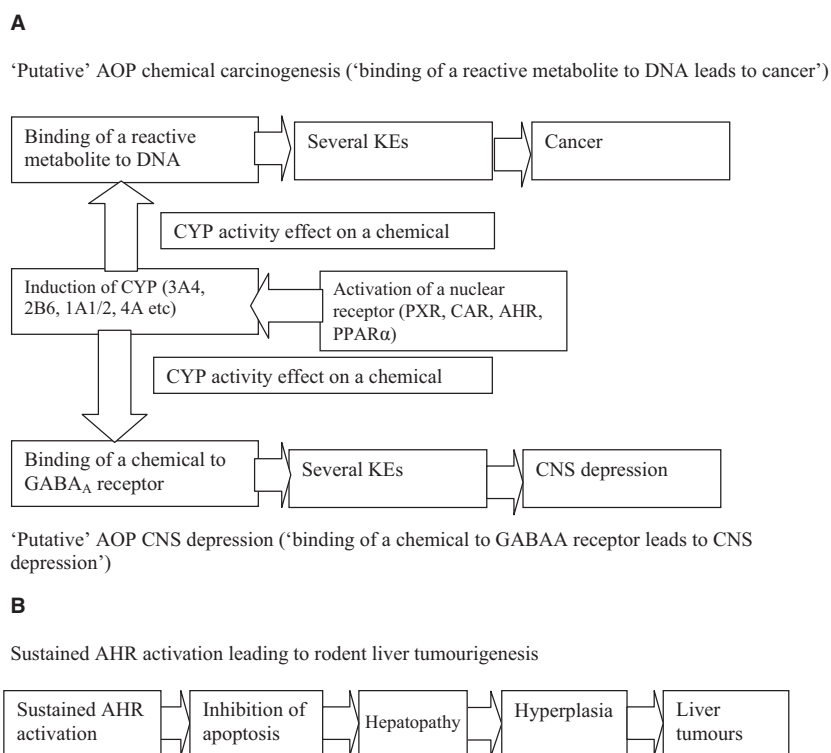 A
‘Putative’ AOP chemical carcinogenesis (‘binding of a reactive metabolite to DNA leads to cancer’)
Binding of a reactive
metabolite to DNA
Several KEs
Cancer
CYP activity effect on a chemical
Induction of CYP (3A4,
2B6, 1A1/2, 4A etc)
Activation of a nuclear
receptor (PXR, CAR, AHR,
PPARα)
CYP activity effect on a chemical
Binding of a chemical to
GABAA receptor
Several KEs
CNS depression
‘Putative’ AOP CNS depression (‘binding of a chemical to GABAA receptor leads to CNS
depression’)
B
Sustained AHR activation leading to rodent liver tumourigenesis
Sustained AHR
activation
Inhibition of
apoptosis
Hepatopathy
Hyperplasia
Liver
tumours